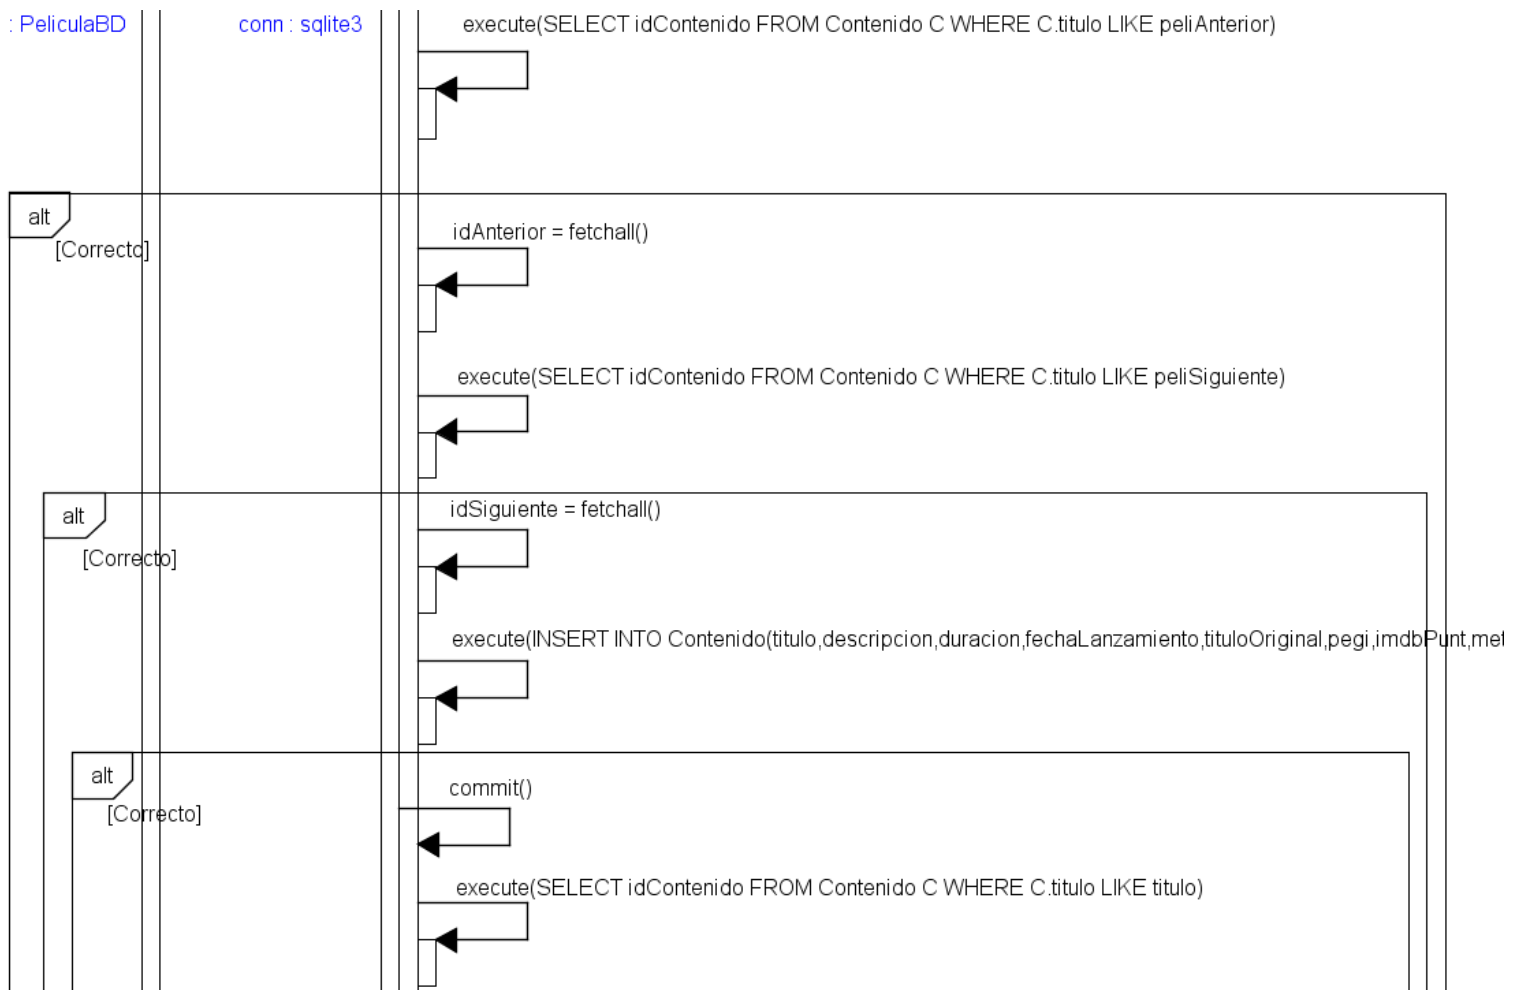 : PeliculaBD
conn : sqlite3
execute(SELECT idContenido FROM Contenido C WHERE C.titulo LIKE peliAnterior)
alt
[Correcto]
idAnterior = fetchall()
execute(SELECT idContenido FROM Contenido C WHERE C.titulo LIKE peliSiguiente)
alt
[Correcto]
idSiguiente = fetchall()
execute(INSERT INTO Contenido(titulo,descripcion,duracion,fechaLanzamiento,tituloOriginal,pegi,imdbPunt,met
alt
[Correcto]
commit()
execute(SELECT idContenido FROM Contenido C WHERE C.titulo LIKE titulo)